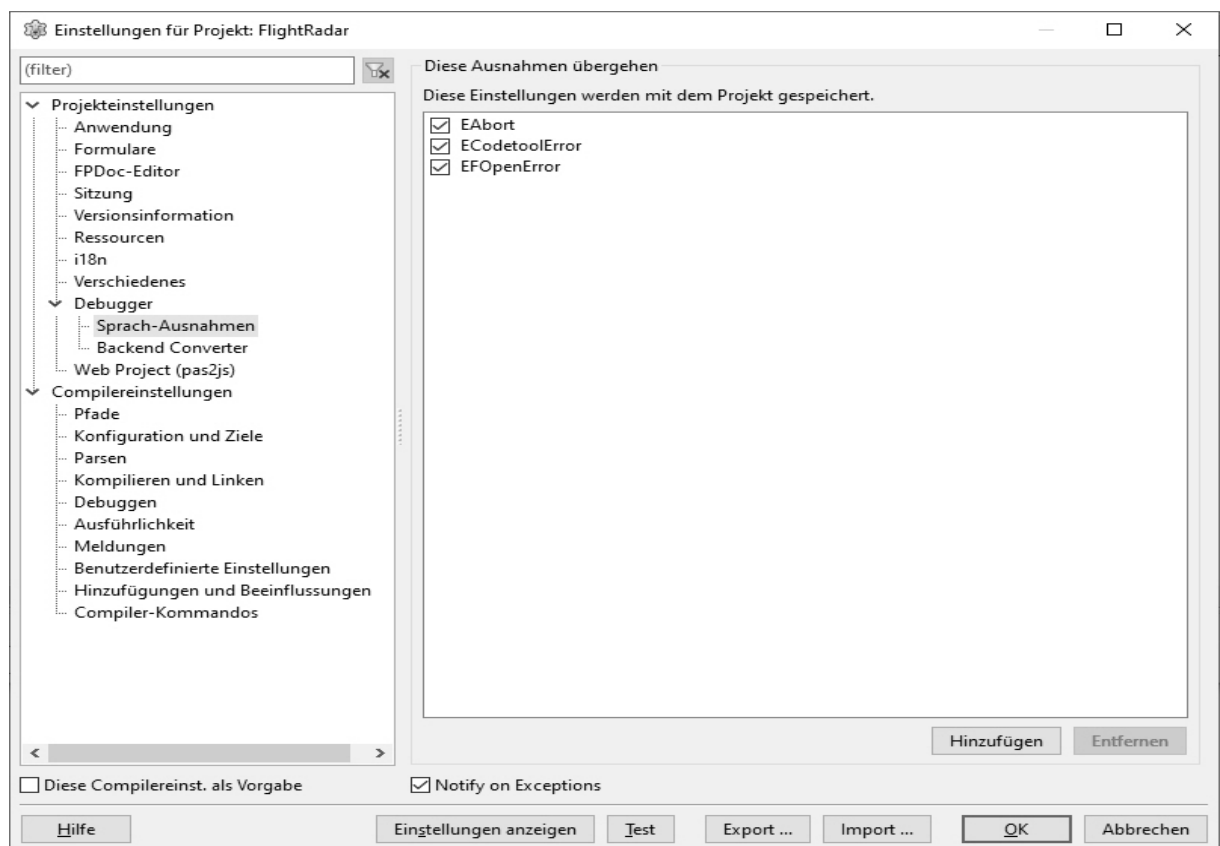 Einstellungen für Projekt: FlightRadar
(filter)
Projekteinstellungen
Anwendung
Formulare
FPDoc-Editor
Sitzung
Versionsinformation
Ressourcen
i18n
Verschiedenes
Debugger
Sprach-Ausnahmen
Backend Converter
Web Project (pas2js)
Compilereinstellungen
Pfade
Konfiguration und Ziele
Parsen
Kompilieren und Linken
Debuggen
Ausführlichkeit
Meldungen
Benutzerdefinierte Einstellungen
Hinzufügungen und Beeinflussungen
Compiler-Kommandos
Diese Ausnahmen übergehen
Diese Einstellungen werden mit dem Projekt gespeichert.
EAbort
ECodetoolError
EFOpenError
Hinzufügen Entfernen
Diese Compilereinst. als Vorgabe Notify on Exceptions
Hilfe Einstellungen anzeigen Test Export ... Import ... OK Abbrechen